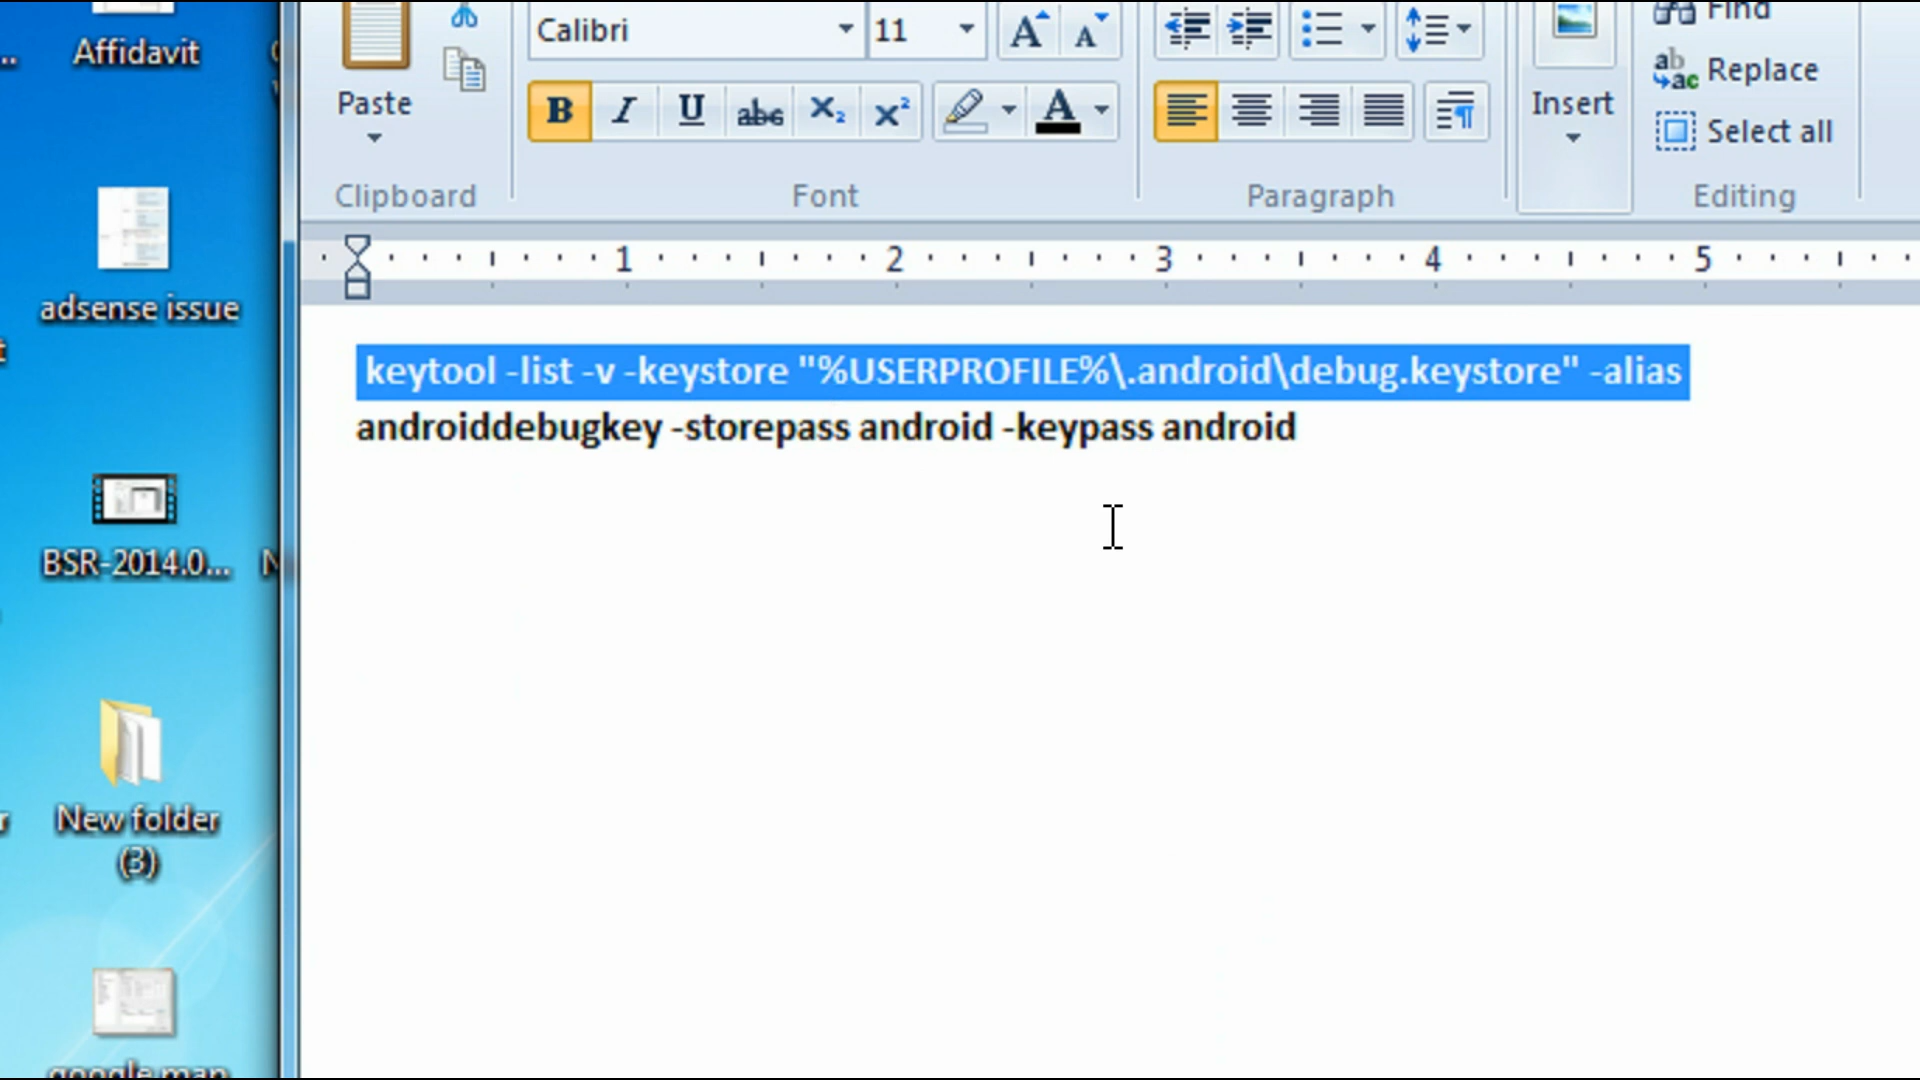 Affidavit
adsense issue
BSR-2014.0...
New folder
(3)
google map
Calibri
11
Find
Replace
Select all
Paste
B I U abc X₂ X²
A
Insert
Clipboard
Font
Paragraph
Editing
1 2 3 4 5
keytool -list -v -keystore "%USERPROFILE%\.android\debug.keystore" -alias
androiddebugkey -storepass android -keypass android